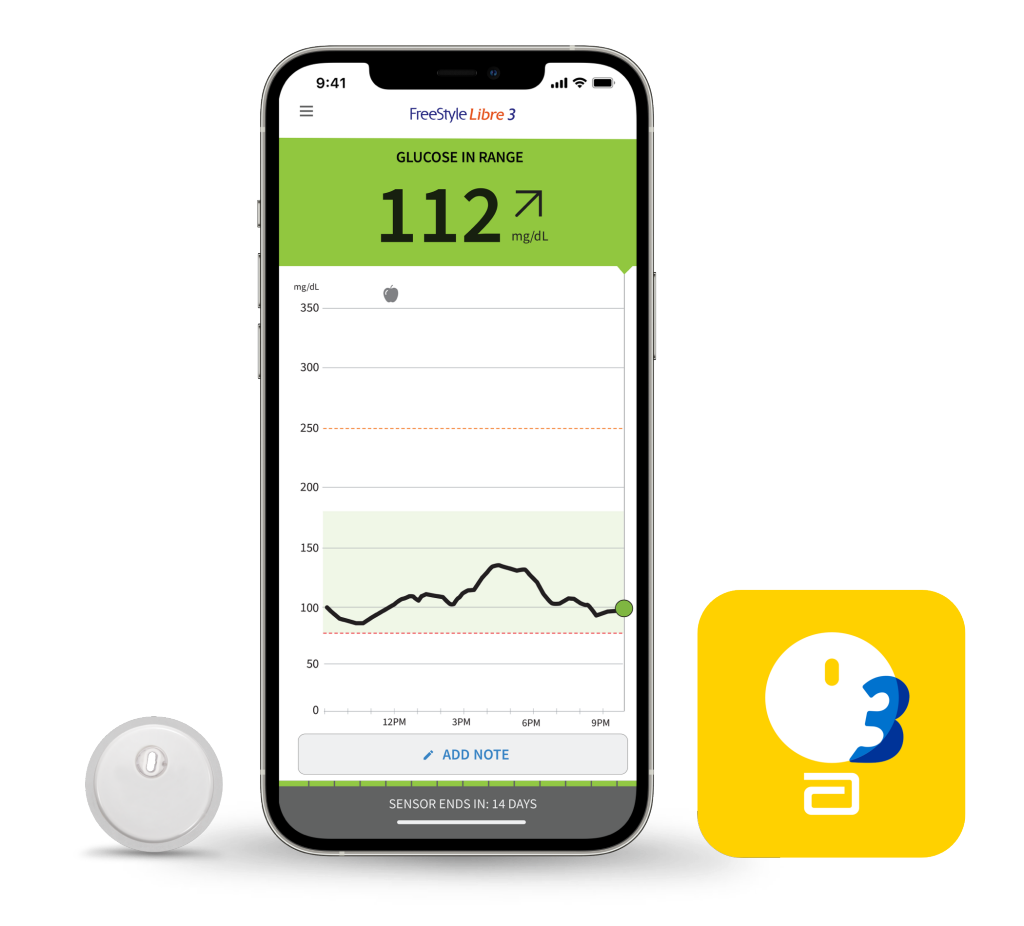 9:41
FreeStyle Libre 3
GLUCOSE IN RANGE
112
mg/dL
mg/dL
350
300
250
200
150
100
50
0
12PM 3PM 6PM 9PM
ADD NOTE
SENSOR ENDS IN: 14 DAYS
3